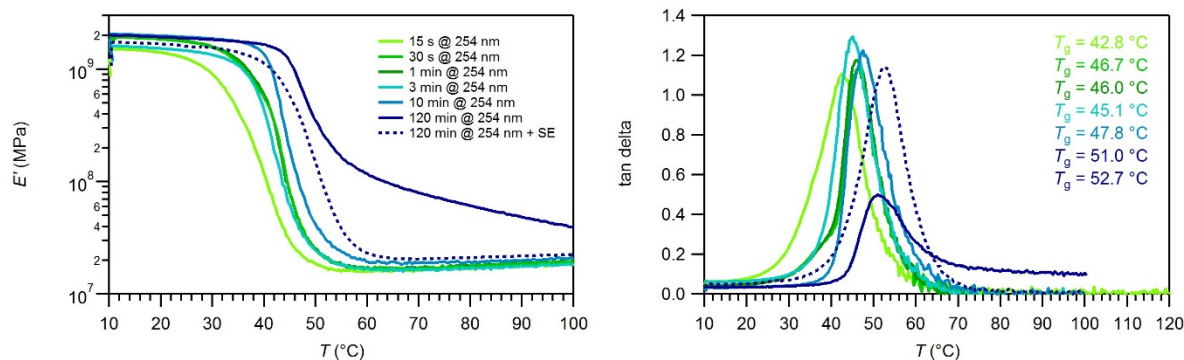 2
10⁹
8
6
4
2
10⁸
8
6
4
2
10⁷
E' (MPa)
15 s @ 254 nm
30 s @ 254 nm
1 min @ 254 nm
3 min @ 254 nm
10 min @ 254 nm
120 min @ 254 nm
120 min @ 254 nm + SE
10 20 30 40 50 60 70 80 90 100
T (°C)
1.4
1.2
1.0
0.8
0.6
0.4
0.2
0.0
tan delta
Tg = 42.8 °C
Tg = 46.7 °C
Tg = 46.0 °C
Tg = 45.1 °C
Tg = 47.8 °C
Tg = 51.0 °C
Tg = 52.7 °C
10 20 30 40 50 60 70 80 90 100 110 120
T (°C)